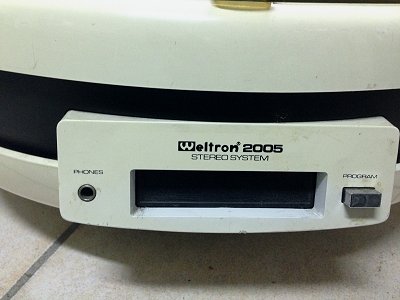 Weltron® 2005
STEREO SYSTEM
PHONES
PROGRAM